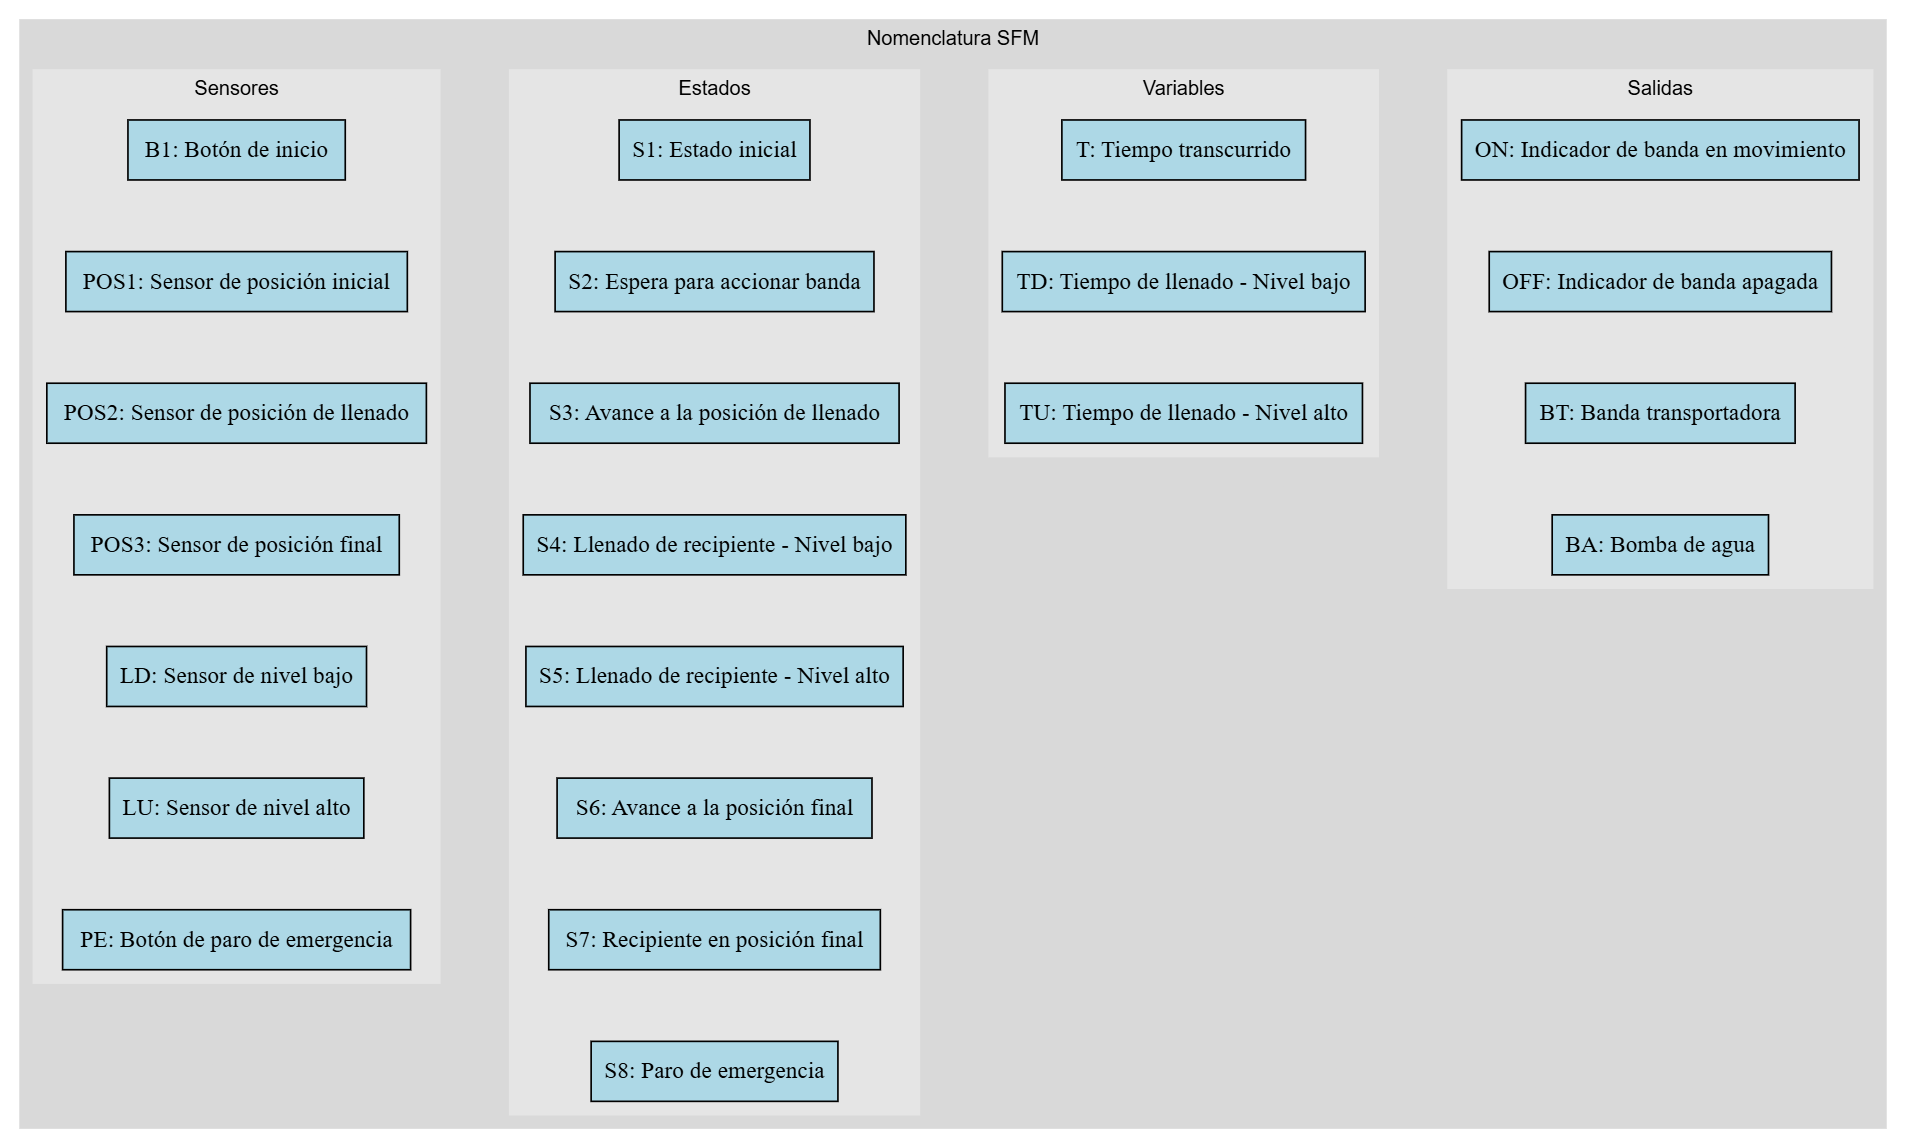 Nomenclatura SFM
Sensores
B1: Botón de inicio
POS1: Sensor de posición inicial
POS2: Sensor de posición de llenado
POS3: Sensor de posición final
LD: Sensor de nivel bajo
LU: Sensor de nivel alto
PE: Botón de paro de emergencia
Estados
S1: Estado inicial
S2: Espera para accionar banda
S3: Avance a la posición de llenado
S4: Llenado de recipiente - Nivel bajo
S5: Llenado de recipiente - Nivel alto
S6: Avance a la posición final
S7: Recipiente en posición final
S8: Paro de emergencia
Variables
T: Tiempo transcurrido
TD: Tiempo de llenado - Nivel bajo
TU: Tiempo de llenado - Nivel alto
Salidas
ON: Indicador de banda en movimiento
OFF: Indicador de banda apagada
BT: Banda transportadora
BA: Bomba de agua